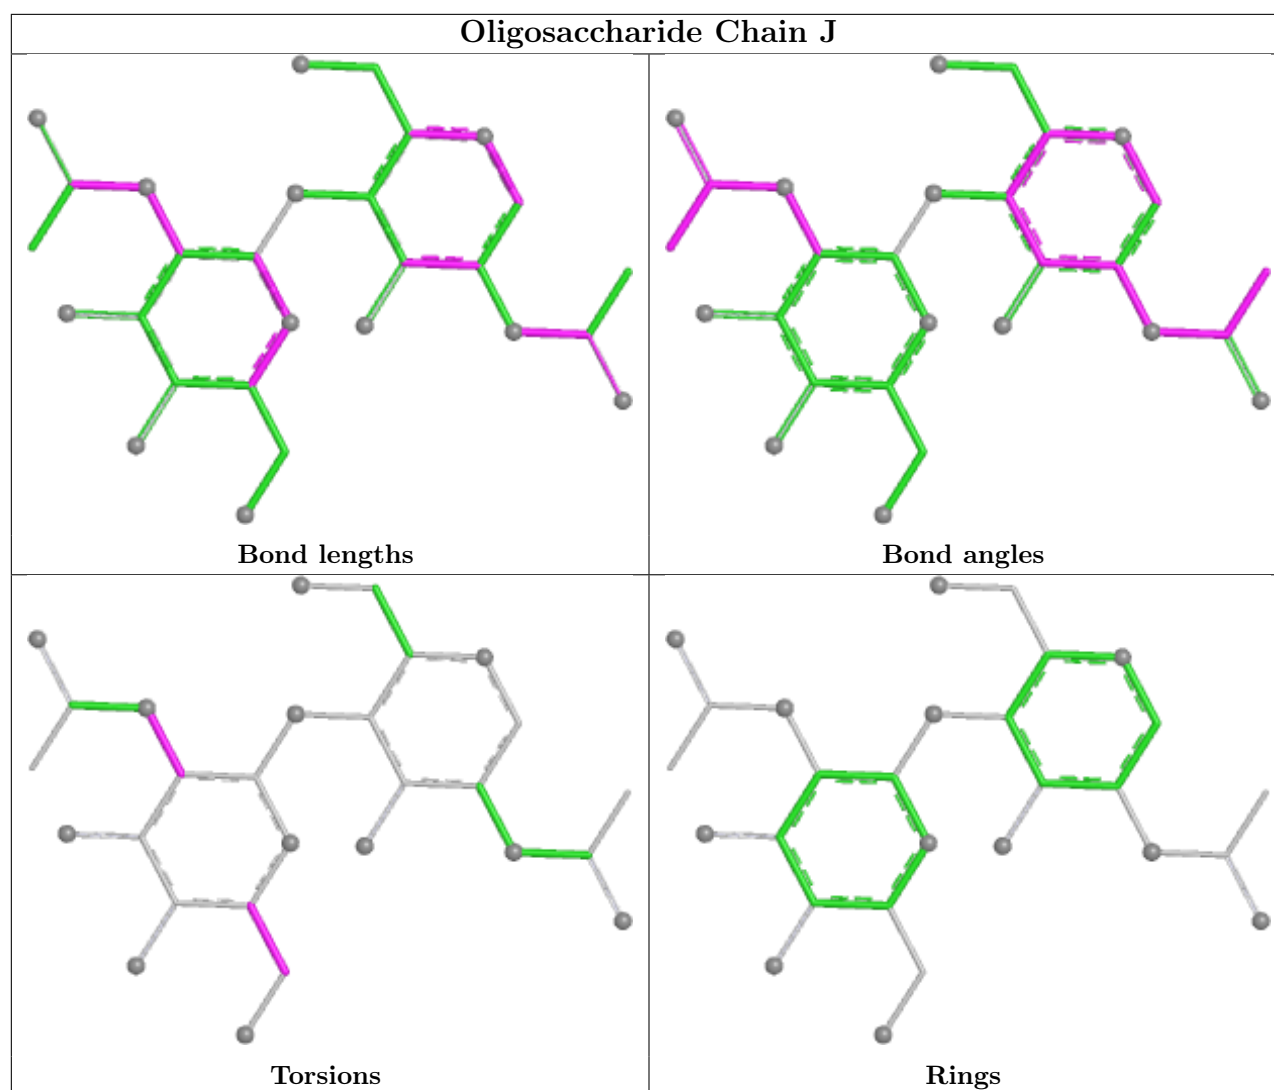 Oligosaccharide Chain J
Bond lengths
Bond angles
Torsions
Rings